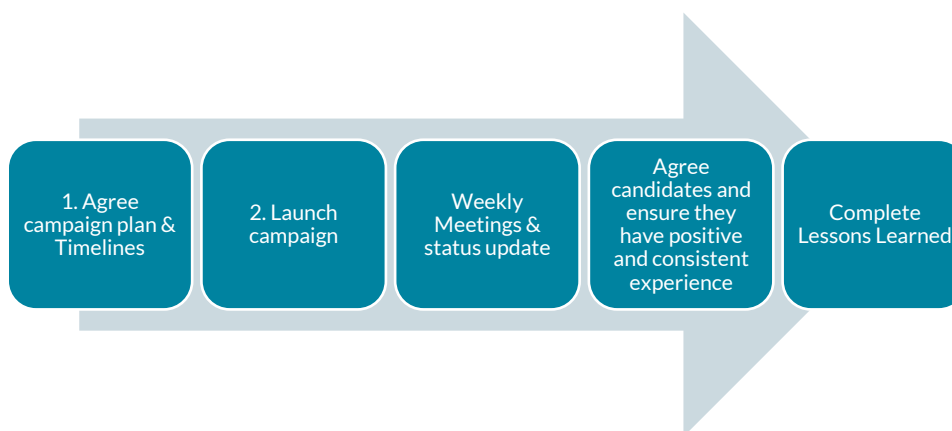 1. Agree
campaign plan &
Timelines
2. Launch
campaign
Weekly
Meetings &
status update
Agree
candidates and
ensure they
have positive
and consistent
experience
Complete
Lessons Learned